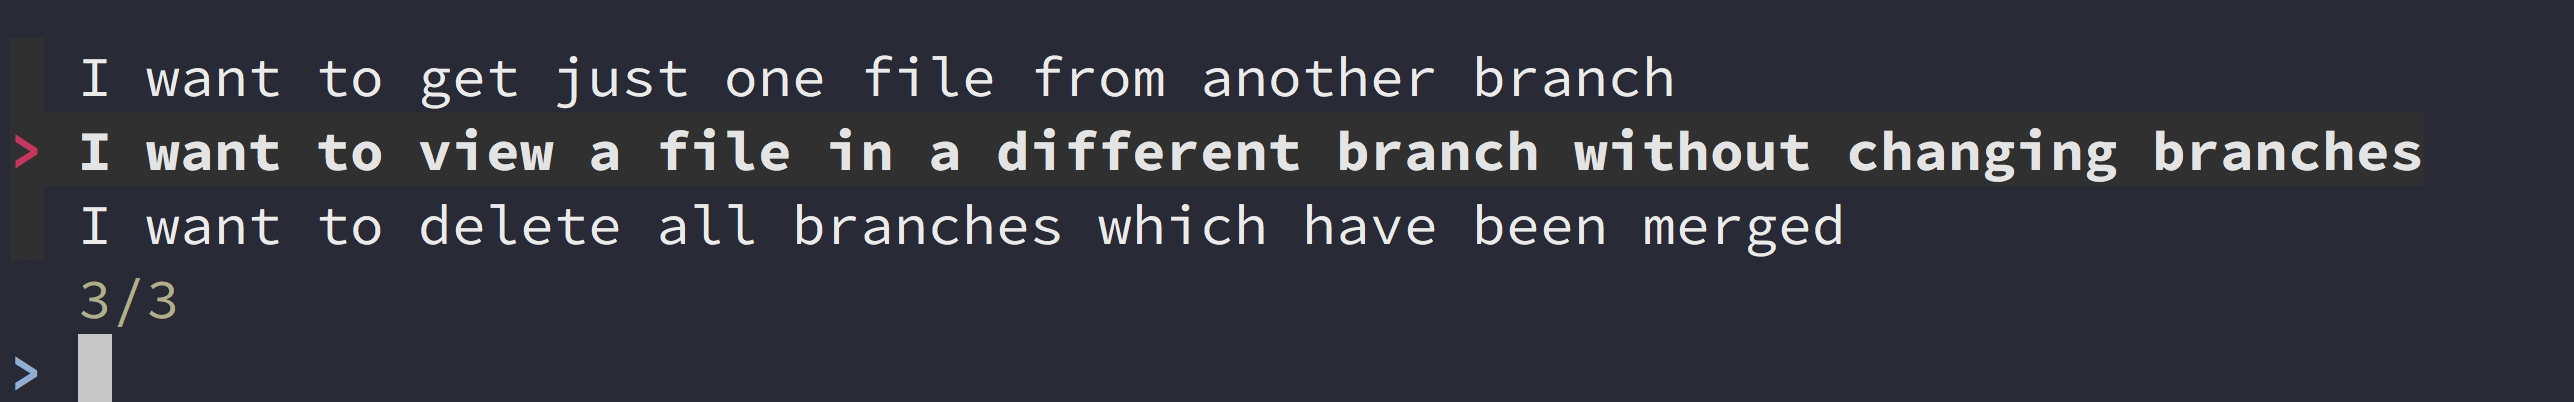 I want to get just one file from another branch
> I want to view a file in a different branch without changing branches
I want to delete all branches which have been merged
3/3
>